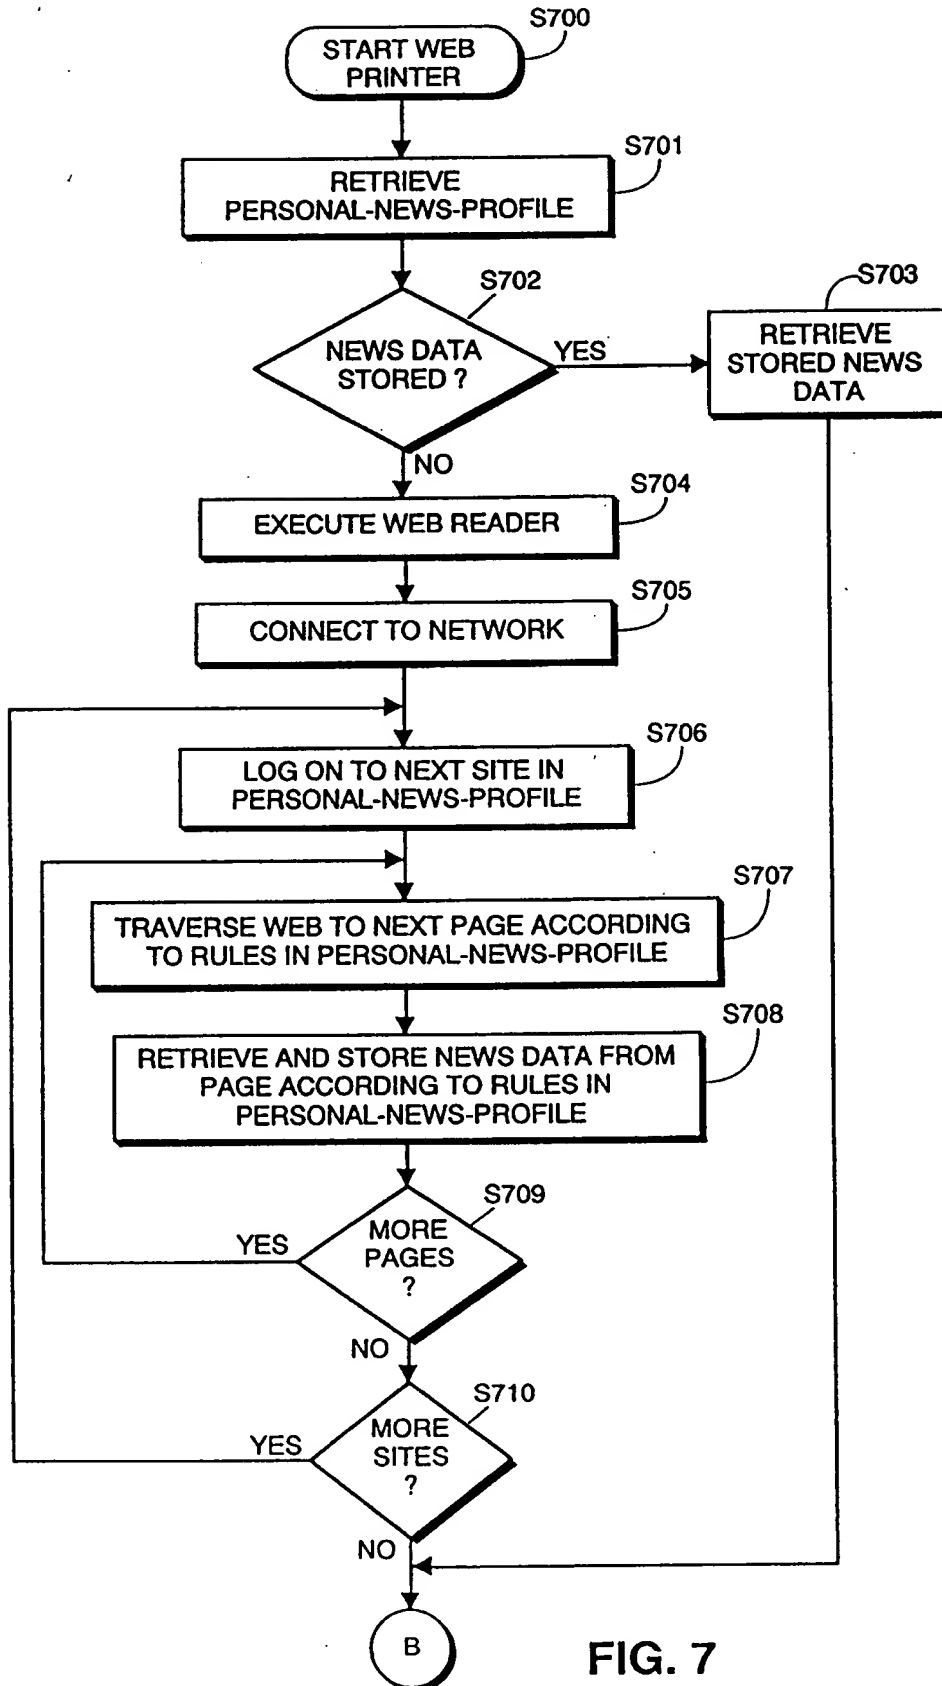 S700
START WEB
PRINTER
S701
RETRIEVE
PERSONAL-NEWS-PROFILE
S702
NEWS DATA
STORED ?
YES
S703
RETRIEVE
STORED NEWS
DATA
NO
S704
EXECUTE WEB READER
S705
CONNECT TO NETWORK
S706
LOG ON TO NEXT SITE IN
PERSONAL-NEWS-PROFILE
S707
TRAVERSE WEB TO NEXT PAGE ACCORDING
TO RULES IN PERSONAL-NEWS-PROFILE
S708
RETRIEVE AND STORE NEWS DATA FROM
PAGE ACCORDING TO RULES IN
PERSONAL-NEWS-PROFILE
S709
MORE
PAGES
?
YES
NO
S710
MORE
SITES
?
YES
NO
B
FIG. 7